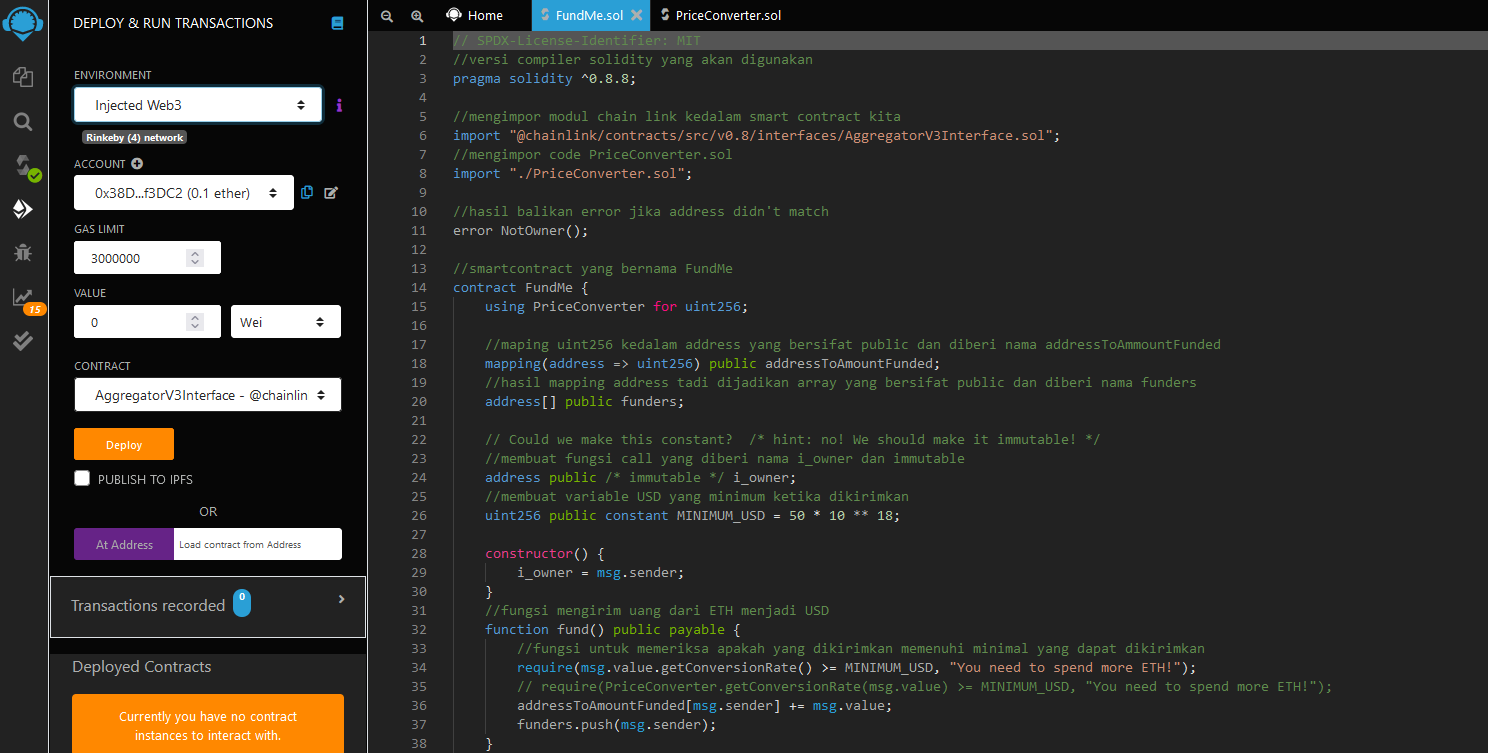 DEPLOY & RUN TRANSACTIONS
ENVIRONMENT
Injected Web3
Rinkeby (4) network
ACCOUNT
0x38D...f3DC2 (0.1 ether)
GAS LIMIT
3000000
VALUE
0
Wei
CONTRACT
AggregatorV3Interface - @chainlin
Deploy
PUBLISH TO IPFS
OR
At Address
Load contract from Address
Transactions recorded 0
Deployed Contracts
Currently you have no contract
instances to interact with.
15
Home
FundMe.sol
PriceConverter.sol
1 // SPDX-License-Identifier: MIT
2 //versi compiler solidity yang akan digunakan
3 pragma solidity ^0.8.8;
4
5 //mengimpor modul chain link kedalam smart contract kita
6 import "@chainlink/contracts/src/v0.8/interfaces/AggregatorV3Interface.sol";
7 //mengimpor code PriceConverter.sol
8 import "./PriceConverter.sol";
9
10 //hasil balikan error jika address didn't match
11 error NotOwner();
12
13 //smartcontract yang bernama FundMe
14 contract FundMe {
15 using PriceConverter for uint256;
16
17 //maping uint256 kedalam address yang bersifat public dan diberi nama addressToAmmountFunded
18 mapping(address => uint256) public addressToAmountFunded;
19 //hasil mapping address tadi dijadikan array yang bersifat public dan diberi nama funders
20 address[] public funders;
21
22 // Could we make this constant?  /* hint: no! We should make it immutable! */
23 //membuat fungsi call yang diberi nama i_owner dan immutable
24 address public /* immutable */ i_owner;
25 //membuat variable USD yang minimum ketika dikirimkan
26 uint256 public constant MINIMUM_USD = 50 * 10 ** 18;
27
28 constructor() {
29 i_owner = msg.sender;
30 }
31 //fungsi mengirim uang dari ETH menjadi USD
32 function fund() public payable {
33 //fungsi untuk memeriksa apakah yang dikirimkan memenuhi minimal yang dapat dikirimkan
34 require(msg.value.getConversionRate() >= MINIMUM_USD, "You need to spend more ETH!");
35 // require(PriceConverter.getConversionRate(msg.value) >= MINIMUM_USD, "You need to spend more ETH!");
36 addressToAmountFunded[msg.sender] += msg.value;
37 funders.push(msg.sender);
38 }